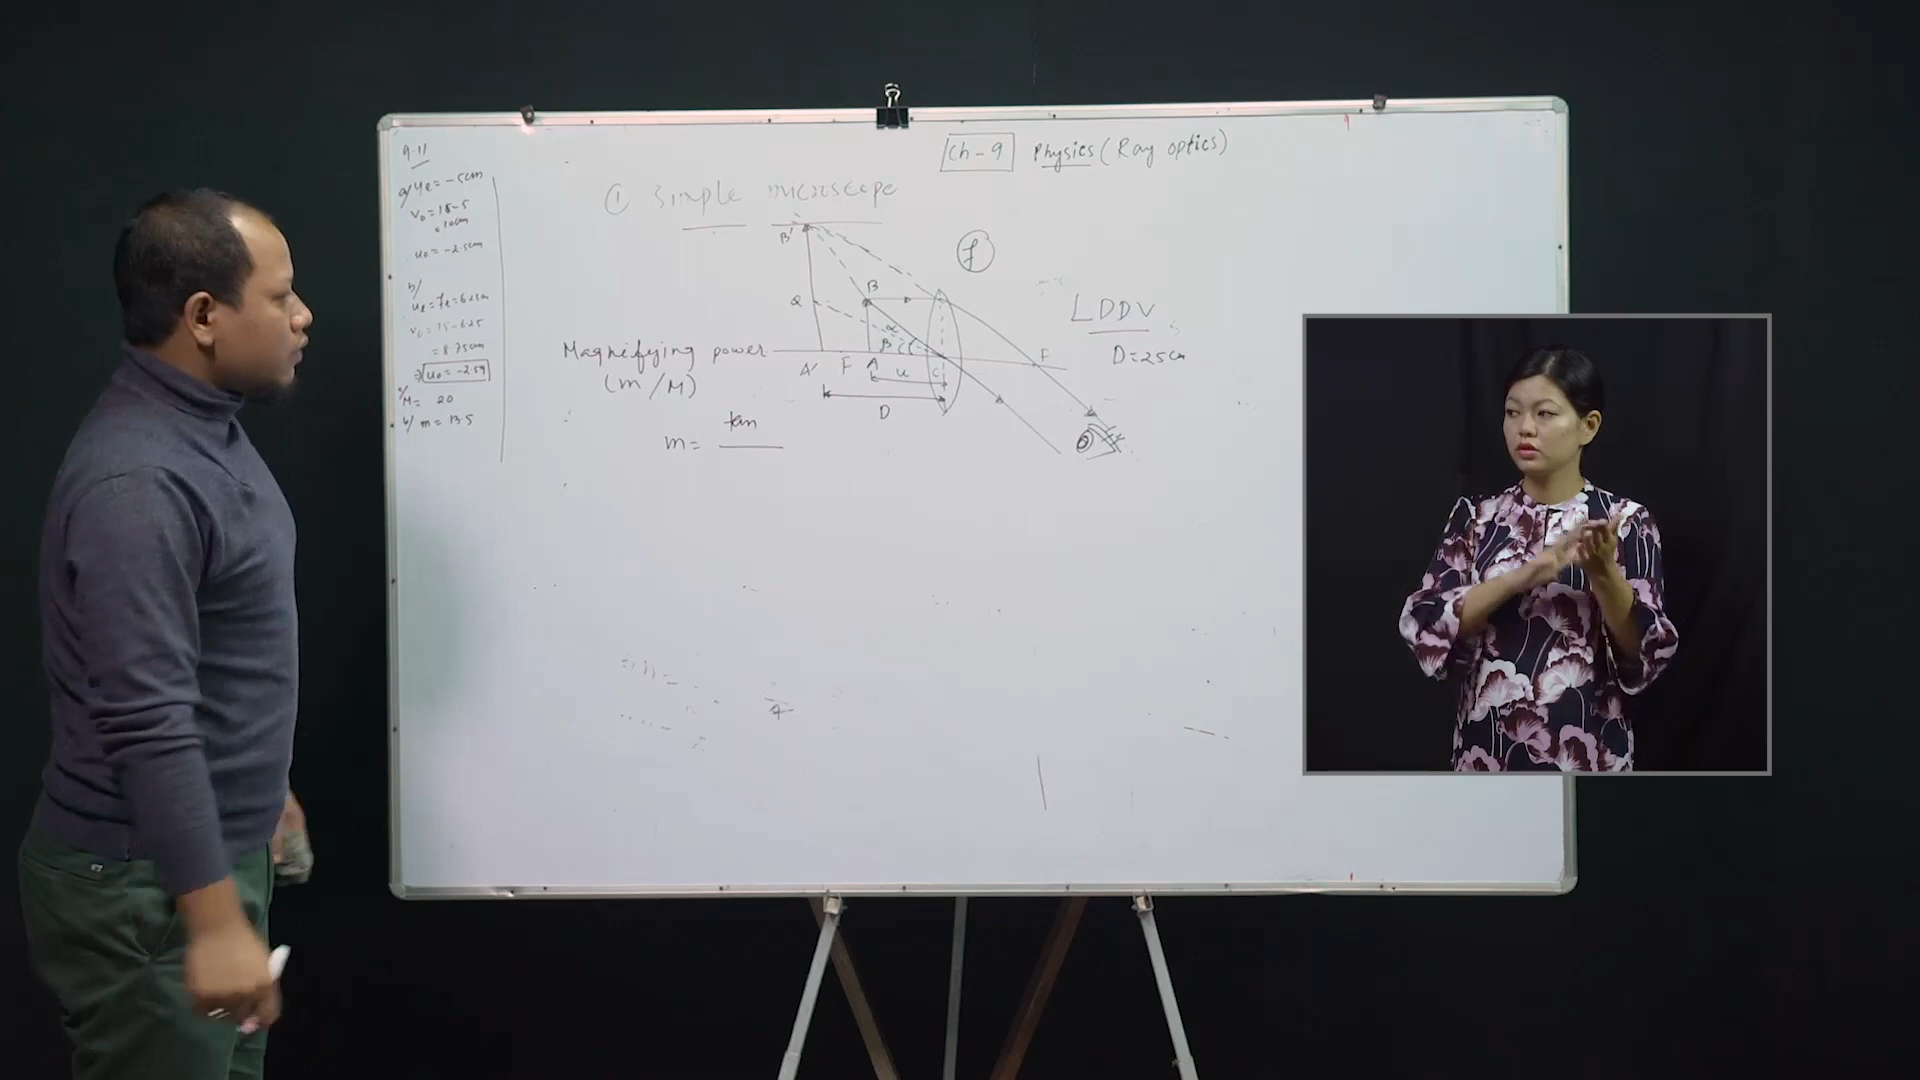 Ch-9 Physics (Ray optics)
9.11
a) ue = -5cm
v0 = 15-5
= 10cm
u0 = -2.5cm
b/
ue = fe = 6.25cm
v0 = 15-6.25
= 8.75cm
⇒ u0 = -2.59
a/ M = 20
b/ m = 13.5
① Simple microscope
B'
f
B
Q
α
β
LDDV
D = 25cm
Magnifying power
(m/M)
A' F A u C F
D
m = tan